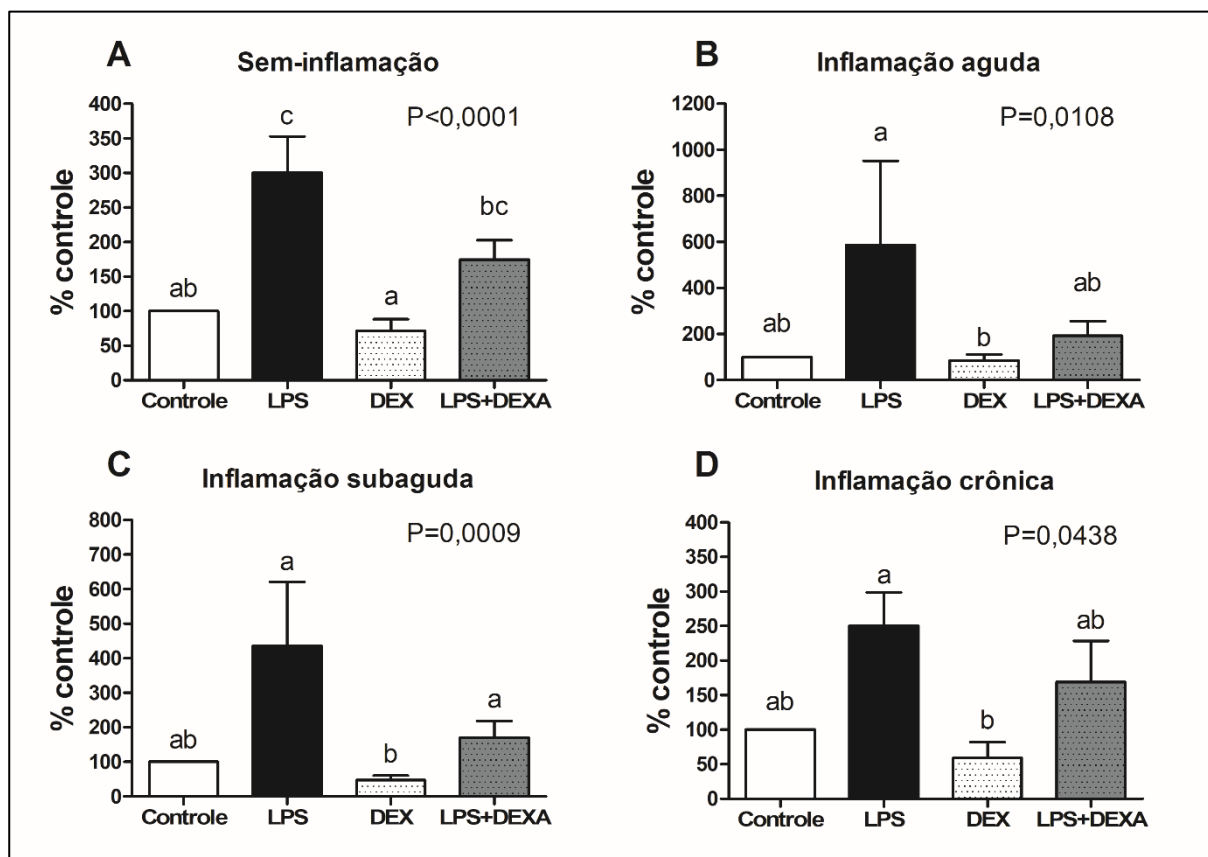 A
Sem-inflamação
P<0,0001
% controle
400
350
300
250
200
150
100
50
0
ab
c
a
bc
Controle LPS DEX LPS+DEXA
B
Inflamação aguda
P=0,0108
% controle
1200
1000
800
600
400
200
0
ab
a
b
ab
Controle LPS DEX LPS+DEXA
C
Inflamação subaguda
P=0,0009
% controle
800
700
600
500
400
300
200
100
0
ab
a
b
a
Controle LPS DEX LPS+DEXA
D
Inflamação crônica
P=0,0438
% controle
400
350
300
250
200
150
100
50
0
ab
a
b
ab
Controle LPS DEX LPS+DEXA